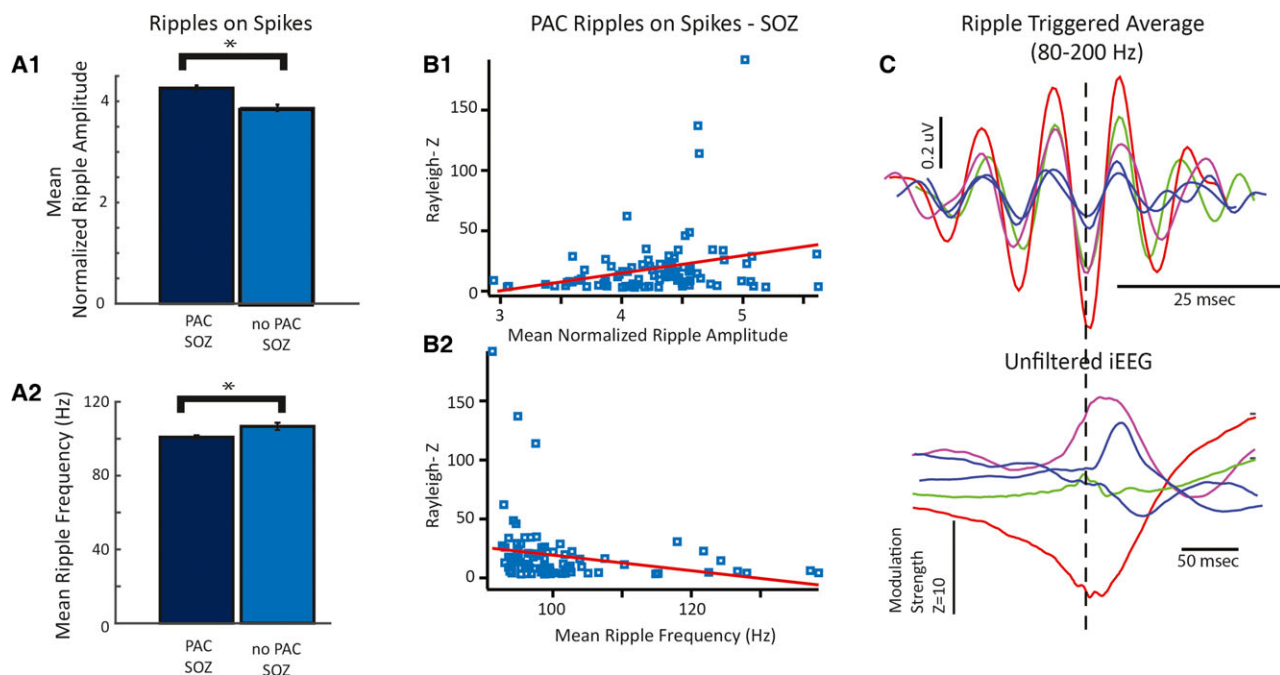 Ripples on Spikes
A1
*
Mean
Normalized Ripple Amplitude
4
2
0
PAC
SOZ
no PAC
SOZ
A2
*
Mean Ripple Frequency (Hz)
120
80
40
0
PAC
SOZ
no PAC
SOZ
PAC Ripples on Spikes - SOZ
B1
Rayleigh- Z
150
100
50
0
3
4
5
Mean Normalized Ripple Amplitude
B2
Rayleigh- Z
150
100
50
0
100
120
Mean Ripple Frequency (Hz)
C
Ripple Triggered Average
(80-200 Hz)
0.2 uV
25 msec
Unfiltered iEEG
Modulation
Strength
Z=10
50 msec